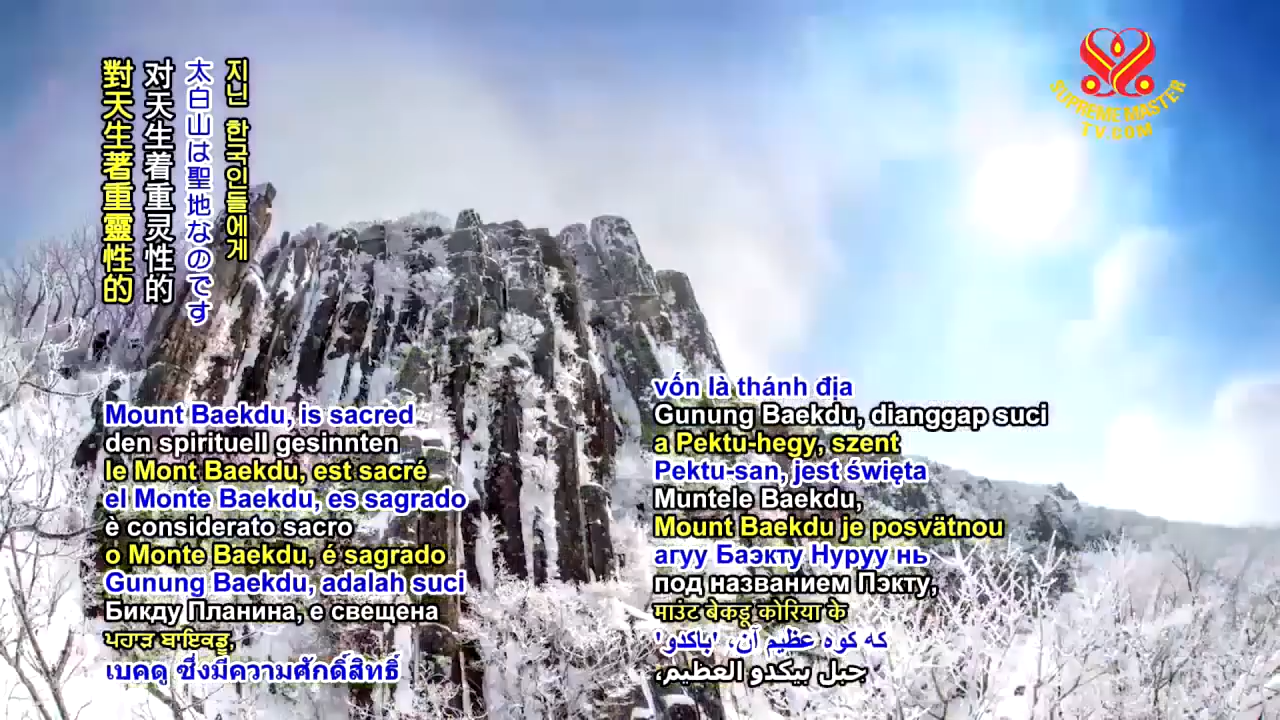 지닌 한국인들에게
太白山は聖地なのです
对天生着重灵性的
對天生著重靈性的
SUPREME MASTER
TV.COM
Mount Baekdu, is sacred
den spirituell gesinnten
le Mont Baekdu, est sacré
el Monte Baekdu, es sagrado
è considerato sacro
o Monte Baekdu, é sagrado
Gunung Baekdu, adalah suci
Бикду Планина, е свещена
ਪਹਾੜ ਬਾਇਕਡੂ,
เบคดู ซึ่งมีความศักดิ์สิทธิ์
vốn là thánh địa
Gunung Baekdu, dianggap suci
a Pektu-hegy, szent
Pektu-san, jest święta
Muntele Baekdu,
Mount Baekdu je posvätnou
агуу Баэкту Нуруу нь
под названием Пэкту,
माउंट बेकडू कोरिया के
که کوه عظیم آن، 'باکدو'
جبل بيكدو العظيم،